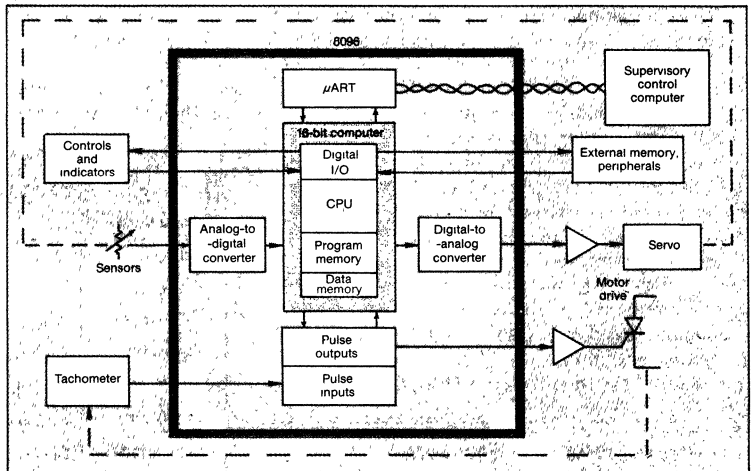 8096
µART
Supervisory
control
computer
16-bit computer
Controls
and
indicators
Digital
I/O
External memory,
peripherals
CPU
Analog-to
-digital
converter
Digital-to
-analog
converter
Servo
Sensors
Program
memory
Data
memory
Motor
drive
Pulse
outputs
Tachometer
Pulse
inputs